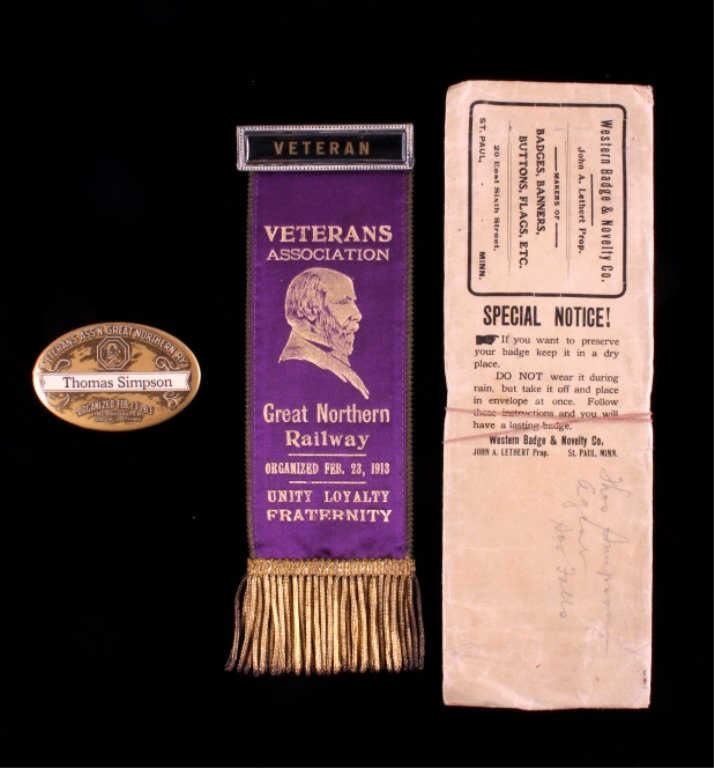 VETERANS ASS'N GREAT NORTHERN RY.
Thomas Simpson
ORGANIZED FEB. 23, 1913
VETERAN
VETERANS
ASSOCIATION
Great Northern
Railway
ORGANIZED FEB. 23, 1913
UNITY LOYALTY
FRATERNITY
Western Badge & Novelty Co.
John A. Lethert Prop.
MAKERS OF
BADGES, BANNERS,
BUTTONS, FLAGS, ETC.
20 East Sixth Street,
ST. PAUL, MINN.
SPECIAL NOTICE!
If you want to preserve
your badge keep it in a dry
place.
DO NOT wear it during
rain, but take it off and place
in envelope at once. Follow
these instructions and you will
have a lasting badge.
Western Badge & Novelty Co.
JOHN A. LETHERT Prop. St. PAUL, MINN.
Thos Simpson
Falls